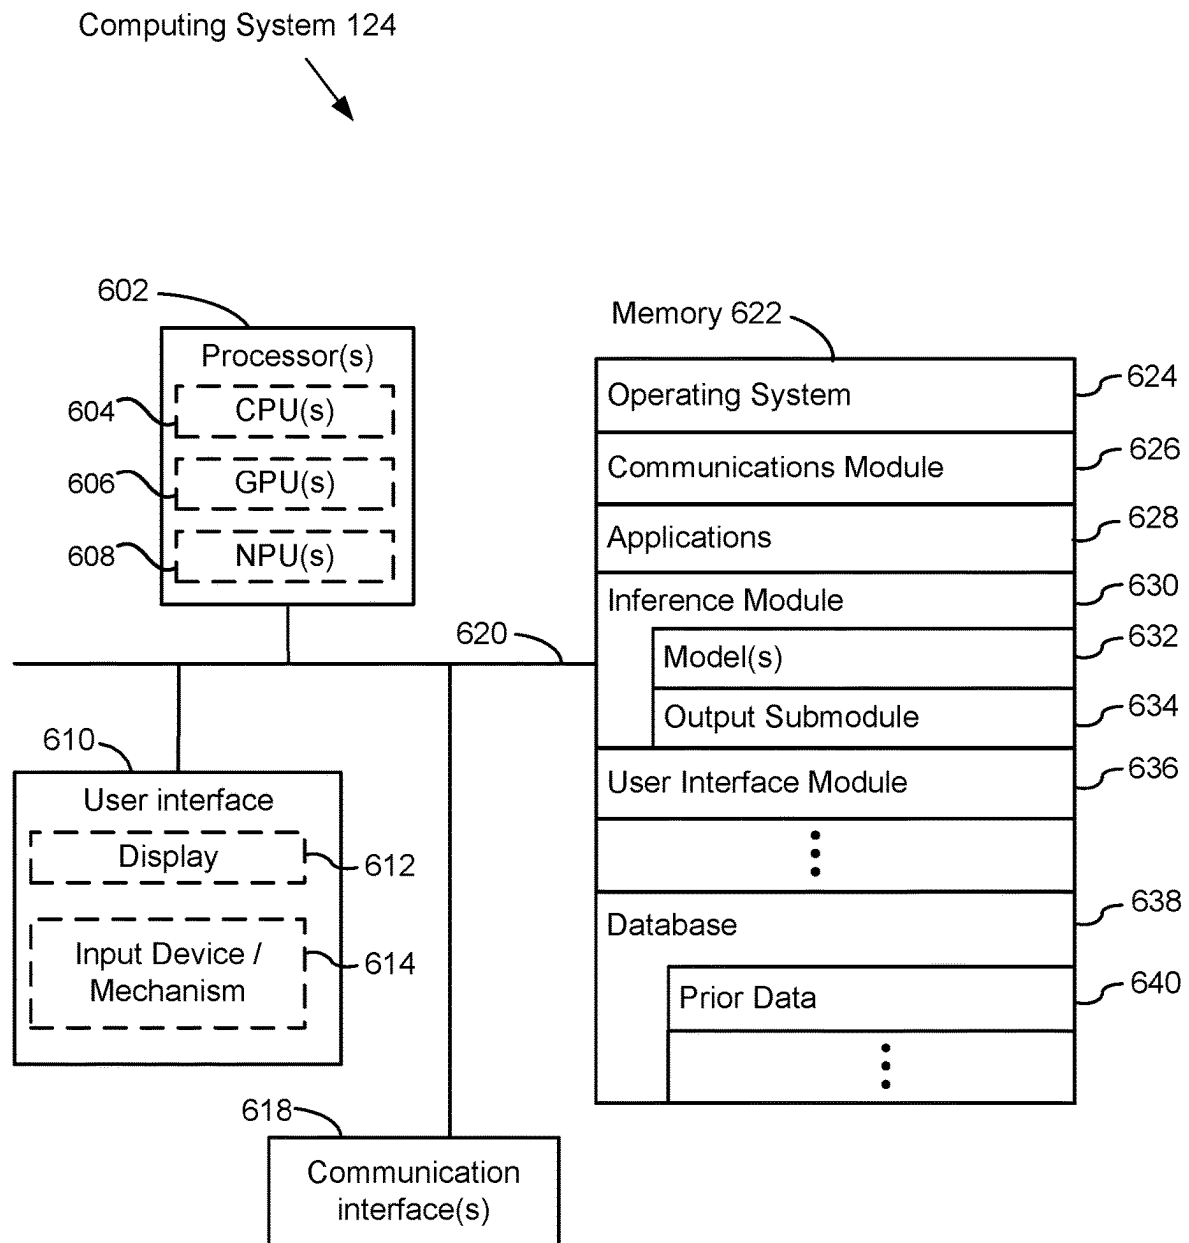 Computing System 124
602
Processor(s)
604
CPU(s)
606
GPU(s)
608
NPU(s)
620
610
User interface
Display
612
Input Device /
Mechanism
614
618
Communication
interface(s)
Memory 622
Operating System
624
Communications Module
626
Applications
628
Inference Module
630
Model(s)
632
Output Submodule
634
User Interface Module
636
Database
638
Prior Data
640